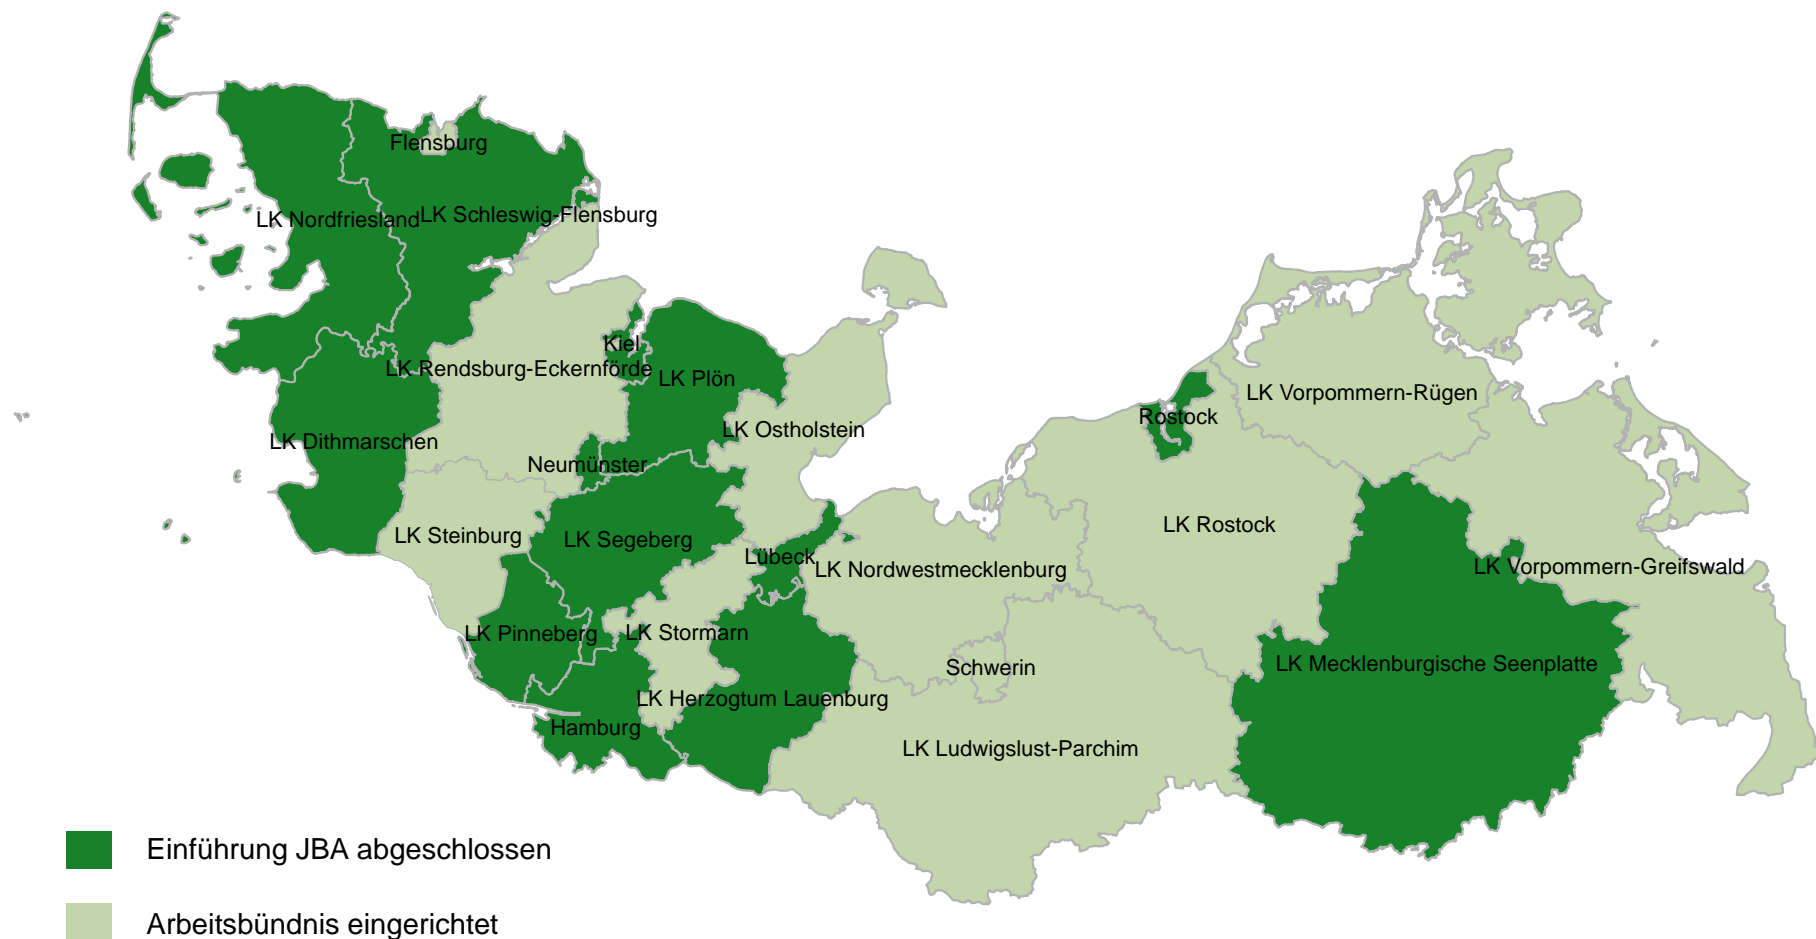 Flensburg
LK Nordfriesland
LK Schleswig-Flensburg
Kiel
LK Rendsburg-Eckernförde
LK Plön
LK Vorpommern-Rügen
Rostock
LK Ostholstein
LK Dithmarschen
Neumünster
LK Rostock
LK Steinburg
LK Segeberg
Lübeck
LK Nordwestmecklenburg
LK Vorpommern-Greifswald
LK Pinneberg
LK Stormarn
Schwerin
LK Mecklenburgische Seenplatte
LK Herzogtum Lauenburg
Hamburg
LK Ludwigslust-Parchim
Einführung JBA abgeschlossen
Arbeitsbündnis eingerichtet